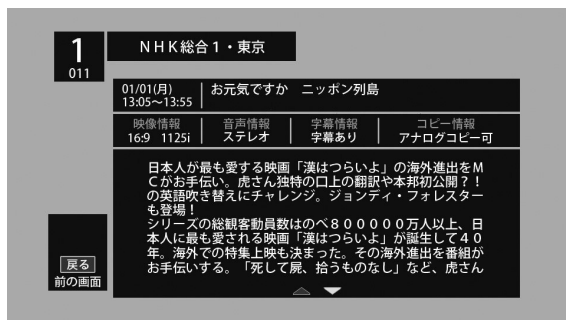 1
011
NHK総合1・東京
01/01(月)
13:05～13:55
お元気ですか　ニッポン列島
映像情報
16:9 1125i
音声情報
ステレオ
字幕情報
字幕あり
コピー情報
アナログコピー可
日本人が最も愛する映画「漢はつらいよ」の海外進出をM
Cがお手伝い。虎さん独特の口上の翻訳や本邦初公開？！
の英語吹き替えにチャレンジ。ジョンディ・フォレスター
も登場！
シリーズの総観客動員数はのべ８０００００万人以上、日
本人に最も愛される映画「漢はつらいよ」が誕生して４０
年。海外での特集上映も決まった。その海外進出を番組が
お手伝いする。「死して屍、拾うものなし」など、虎さん
戻る
前の画面